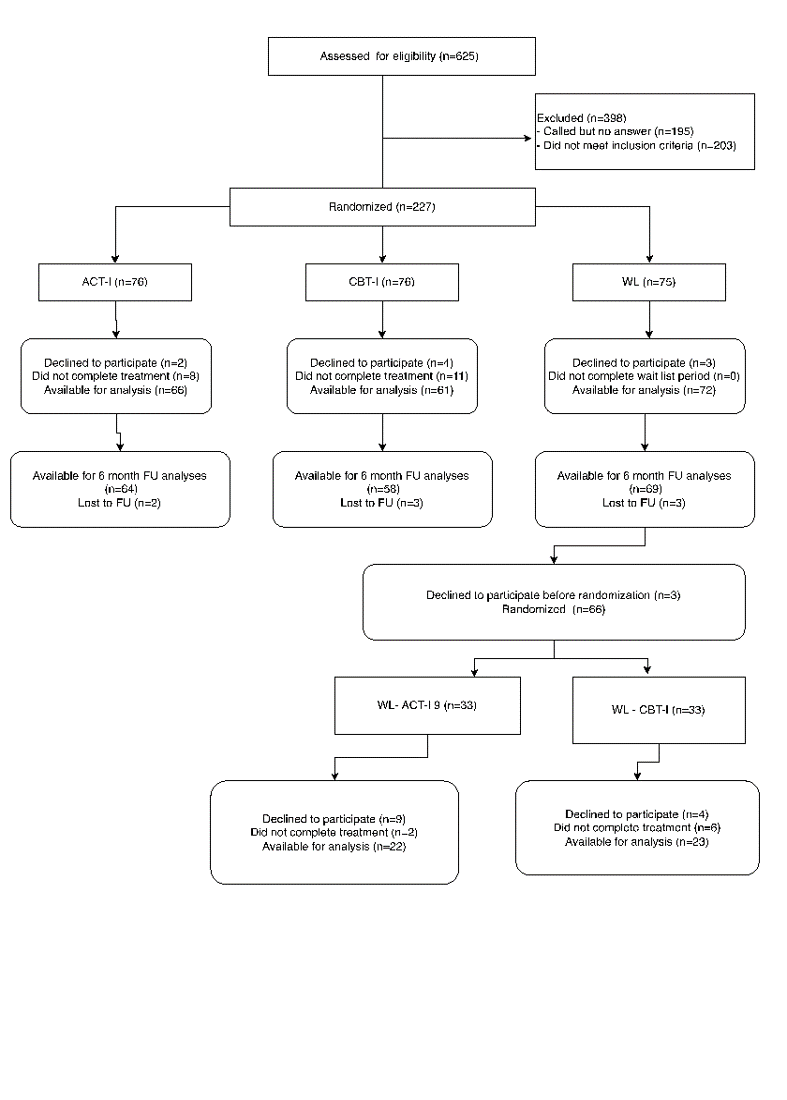 Assessed for eligibility (n=625)
Excluded (n=398)
- Called but no answer (n=195)
- Did not meet inclusion criteria (n=203)
Randomized (n=227)
ACT-I (n=76)
CBT-I (n=76)
WL (n=75)
Declined to participate (n=2)
Did not complete treatment (n=8)
Available for analysis (n=66)
Declined to participate (n=4)
Did not complete treatment (n=11)
Available for analysis (n=61)
Declined to participate (n=3)
Did not complete wait list period (n=0)
Available for analysis (n=72)
Available for 6 month FU analyses
(n=64)
Lost to FU (n=2)
Available for 6 month FU analyses
(n=58)
Lost to FU (n=3)
Available for 6 month FU analyses
(n=69)
Lost to FU (n=3)
Declined to participate before randomization (n=3)
Randomized (n=66)
WL- ACT-I 9 (n=33)
WL - CBT-I (n=33)
Declined to participate (n=9)
Did not complete treatment (n=2)
Available for analysis (n=22)
Declined to participate (n=4)
Did not complete treatment (n=6)
Available for analysis (n=23)